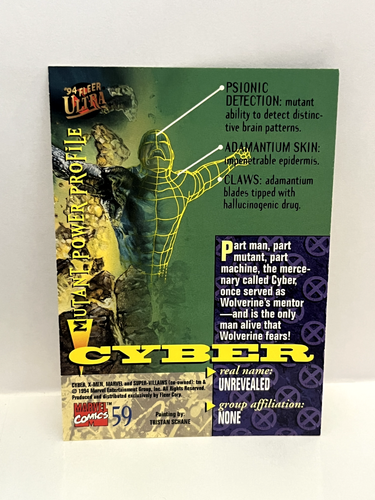 '94 FLEER
ULTRA
MUTANT POWER PROFILE
PSIONIC
DETECTION: mutant
ability to detect distinc-
tive brain patterns.
ADAMANTIUM SKIN:
impenetrable epidermis.
CLAWS: adamantium
blades tipped with
hallucinogenic drug.
Part man, part
mutant, part
machine, the merce-
nary called Cyber,
once served as
Wolverine's mentor
—and is the only
man alive that
Wolverine fears!
CYBER
real name:
UNREVEALED
group affiliation:
NONE
CYBER, X-MEN, MARVEL and SUPER-VILLAINS (co-owned): tm &
© 1994 Marvel Entertainment Group, Inc. All Rights Reserved.
Produced and distributed exclusively by Fleer Corp.
MARVEL
COMICS
TM
59
Painting by:
TRISTAN SCHANE